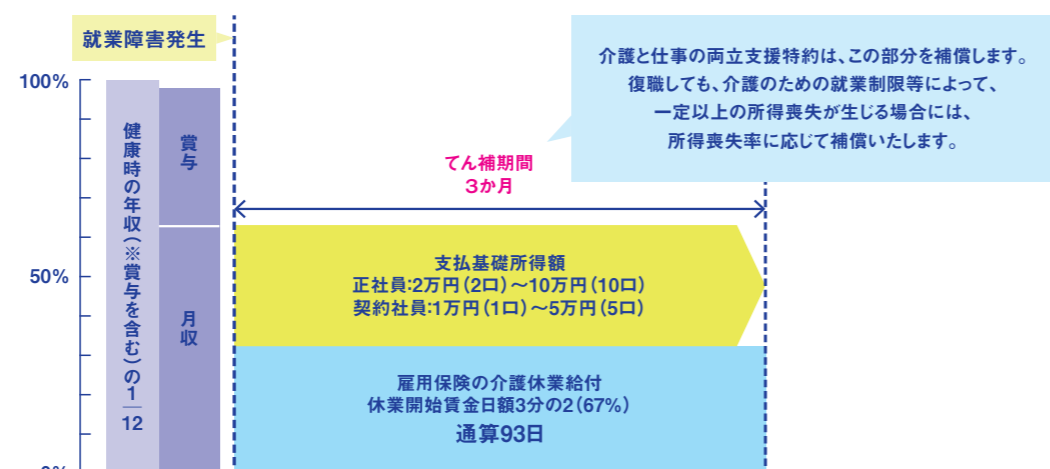 就業障害発生
介護と仕事の両立支援特約は、この部分を補償します。
復職しても、介護のための就業制限等によって、
一定以上の所得喪失が生じる場合には、
所得喪失率に応じて補償いたします。
100%
50%
0%
健康時の年収(※賞与を含む)の1/12
賞与
月収
てん補期間
3か月
支払基礎所得額
正社員:2万円(2口)〜10万円(10口)
契約社員:1万円(1口)〜5万円(5口)
雇用保険の介護休業給付
休業開始賃金日額3分の2(67%)
通算93日